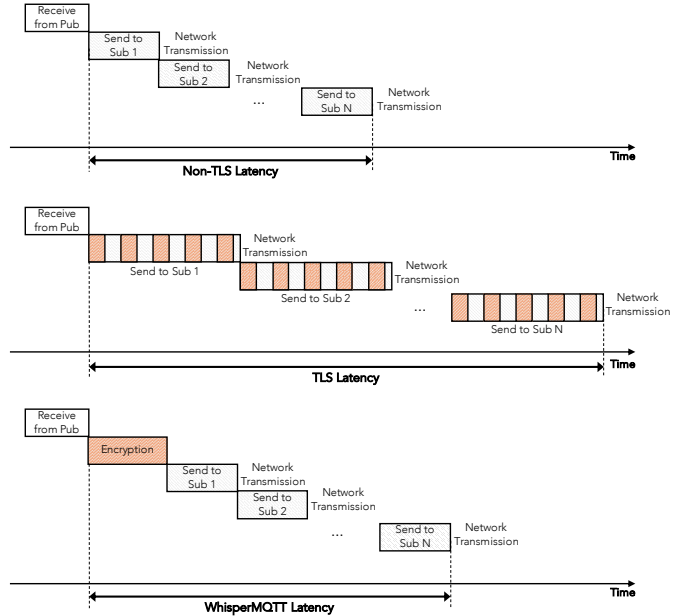 Receive
from Pub
Send to
Sub 1
Network
Transmission
Send to
Sub 2
Network
Transmission
...
Send to
Sub N
Network
Transmission
Time
Non-TLS Latency
Receive
from Pub
Network
Transmission
Send to Sub 1
Network
Transmission
Send to Sub 2
...
Network
Transmission
Send to Sub N
Time
TLS Latency
Receive
from Pub
Encryption
Send to
Sub 1
Network
Transmission
Send to
Sub 2
Network
Transmission
...
Send to
Sub N
Network
Transmission
Time
WhisperMQTT Latency